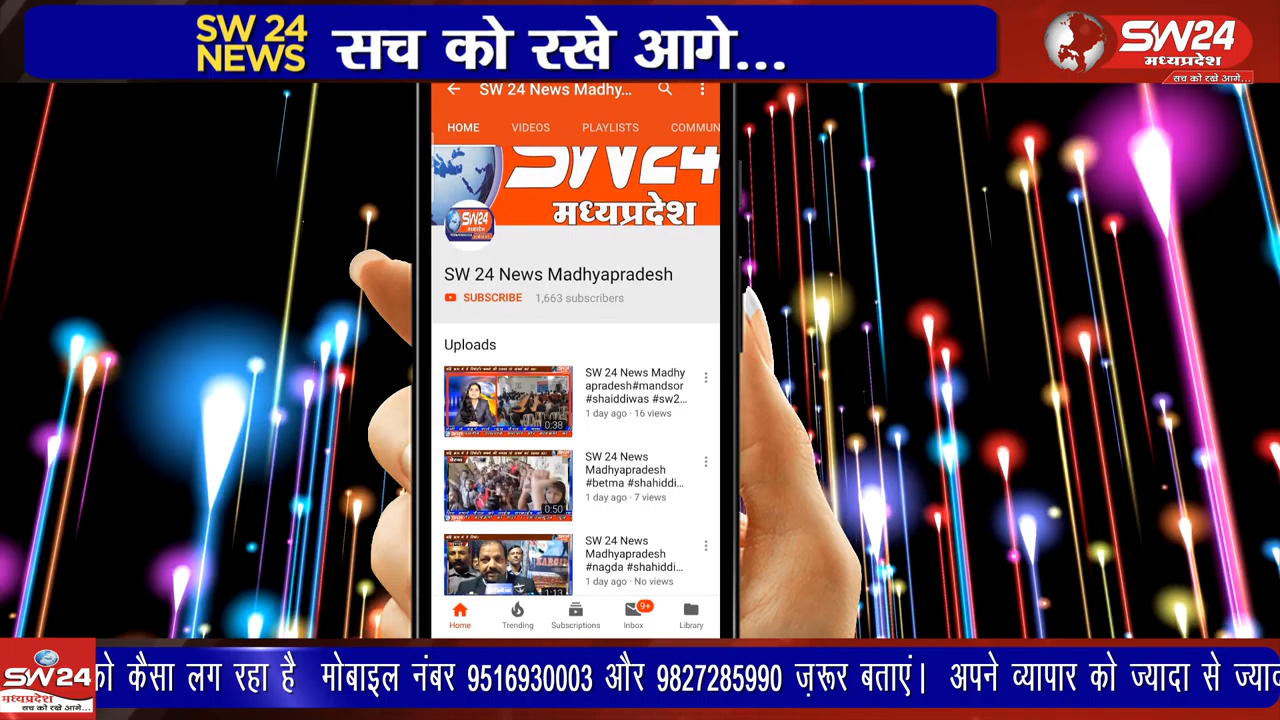 SW 24
NEWS
सच को रखे आगे...
SW24
मध्यप्रदेश
सच को रखे आगे...
SW 24 News Madhy...
HOME VIDEOS PLAYLISTS COMMUN
SW24
मध्यप्रदेश
SW24
SW 24 News Madhyapradesh
SUBSCRIBE 1,663 subscribers
Uploads
SW 24 News Madhy
apradesh#mandsor
#shaiddiwas #sw2...
1 day ago · 16 views
0:38
SW 24 News
Madhyapradesh
#betma #shahiddi...
1 day ago · 7 views
0:50
SW 24 News
Madhyapradesh
#nagda #shahiddi...
1 day ago · No views
1:13
9+
Home Trending Subscriptions Inbox Library
SW24
मध्यप्रदेश
सच को रखे आगे...
को कैसा लग रहा है मोबाइल नंबर 9516930003 और 9827285990 ज़रूर बताएं| अपने व्यापार को ज्यादा से ज्याद